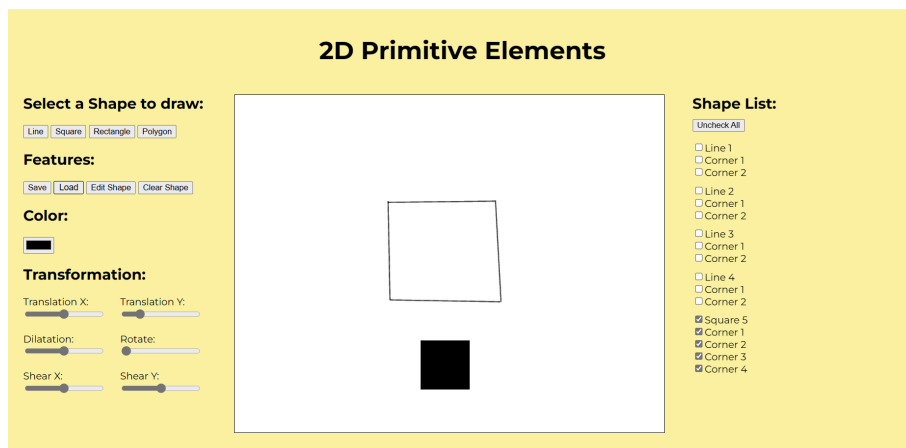 2D Primitive Elements
Select a Shape to draw:
Line Square Rectangle Polygon
Features:
Save Load Edit Shape Clear Shape
Color:
Transformation:
Translation X: Translation Y:
Dilatation: Rotate:
Shear X: Shear Y:
Shape List:
Uncheck All
Line 1
Corner 1
Corner 2
Line 2
Corner 1
Corner 2
Line 3
Corner 1
Corner 2
Line 4
Corner 1
Corner 2
Square 5
Corner 1
Corner 2
Corner 3
Corner 4